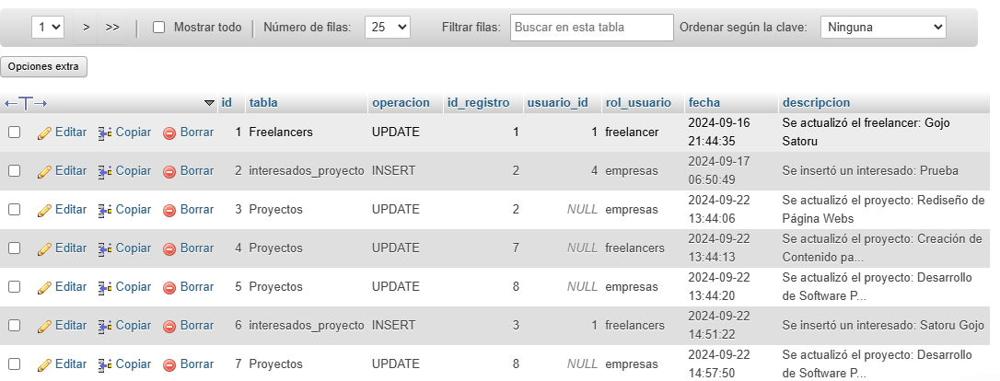 1 > >> Mostrar todo Número de filas: 25 Filtrar filas: Buscar en esta tabla Ordenar según la clave: Ninguna
Opciones extra
id tabla operacion id_registro usuario_id rol_usuario fecha descripcion
Editar Copiar Borrar 1 Freelancers UPDATE 1 1 freelancer 2024-09-16 Se actualizó el freelancer: Gojo
21:44:35 Satoru
Editar Copiar Borrar 2 interesados_proyecto INSERT 2 4 empresas 2024-09-17 Se insertó un interesado: Prueba
06:50:49
Editar Copiar Borrar 3 Proyectos UPDATE 2 NULL empresas 2024-09-22 Se actualizó el proyecto: Rediseño de
13:44:06 Página Webs
Editar Copiar Borrar 4 Proyectos UPDATE 7 NULL freelancers 2024-09-22 Se actualizó el proyecto: Creación de
13:44:13 Contenido pa...
Editar Copiar Borrar 5 Proyectos UPDATE 8 NULL empresas 2024-09-22 Se actualizó el proyecto: Desarrollo
13:44:20 de Software P...
Editar Copiar Borrar 6 interesados_proyecto INSERT 3 1 freelancers 2024-09-22 Se insertó un interesado: Satoru Gojo
14:51:22
Editar Copiar Borrar 7 Proyectos UPDATE 8 NULL empresas 2024-09-22 Se actualizó el proyecto: Desarrollo
14:57:50 de Software P...